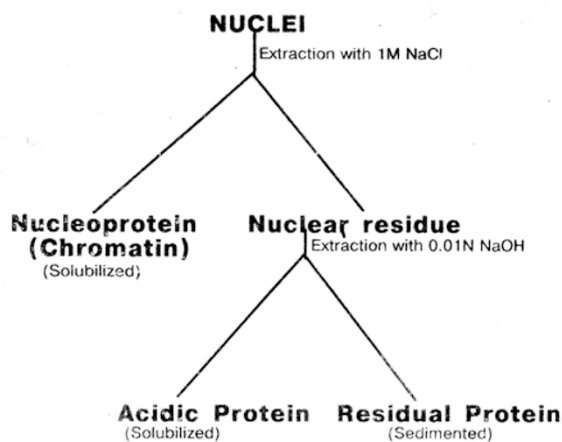 NUCLEI
Extraction with 1M NaCl
Nucleoprotein
(Chromatin)
(Solubilized)
Nuclear residue
Extraction with 0.01N NaOH
Acidic Protein
(Solubilized)
Residual Protein
(Sedimented)